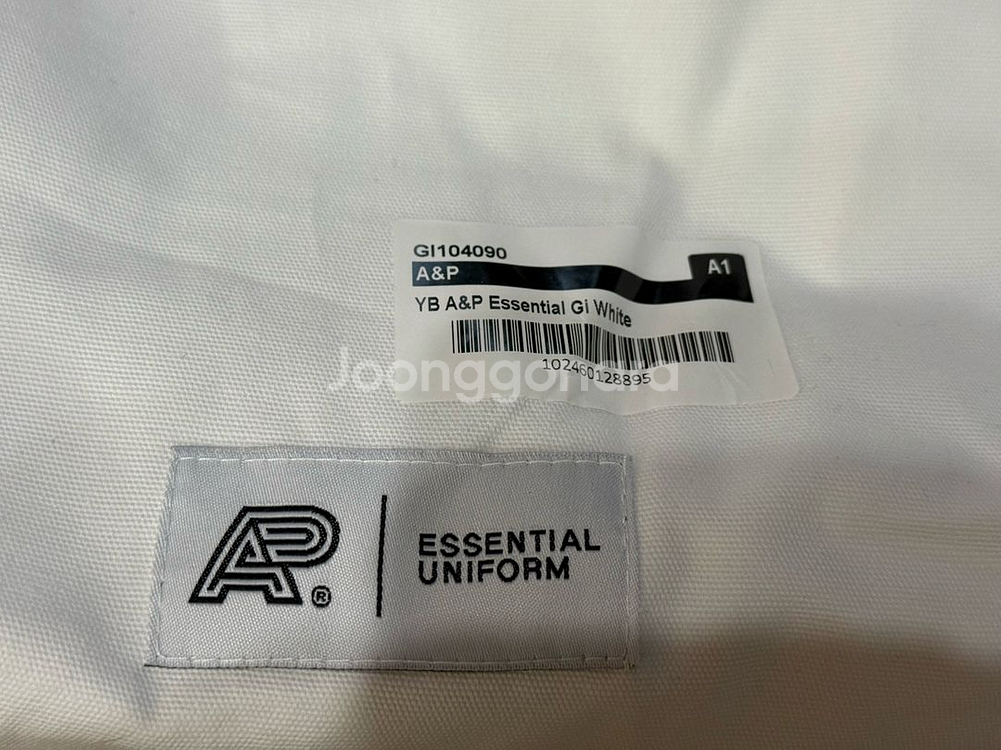 GI104090
A&P
A1
YB A&P Essential Gi White
102460128895
Joonggonara
AP®
ESSENTIAL
UNIFORM